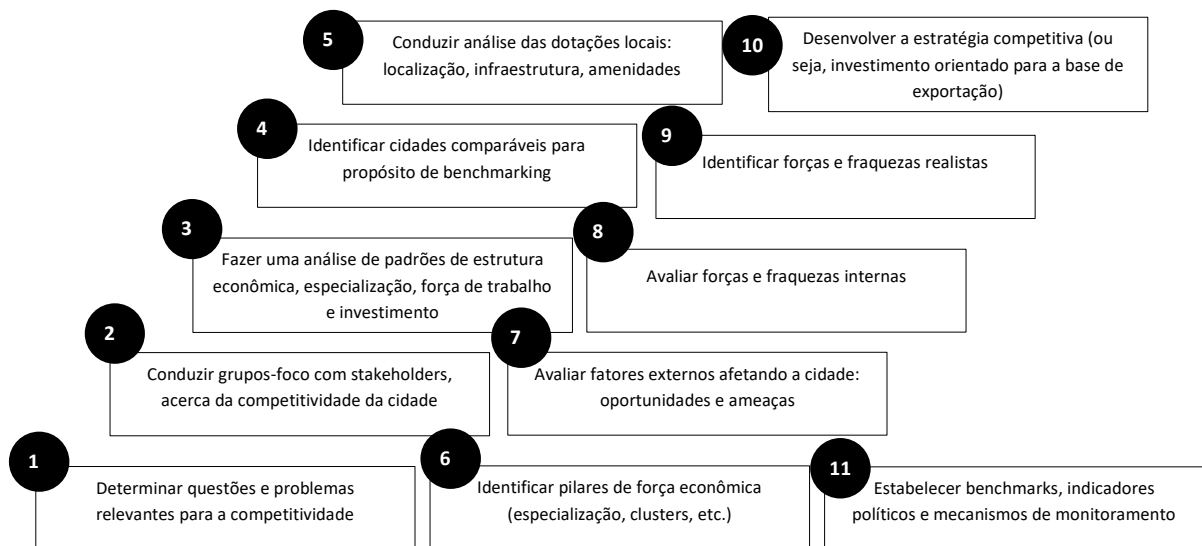 5
Conduzir análise das dotações locais:
localização, infraestrutura, amenidades
10
Desenvolver a estratégia competitiva (ou
seja, investimento orientado para a base de
exportação)
4
Identificar cidades comparáveis para
propósito de benchmarking
9
Identificar forças e fraquezas realistas
3
Fazer uma análise de padrões de estrutura
econômica, especialização, força de trabalho
e investimento
8
Avaliar forças e fraquezas internas
2
Conduzir grupos-foco com stakeholders,
acerca da competitividade da cidade
7
Avaliar fatores externos afetando a cidade:
oportunidades e ameaças
1
Determinar questões e problemas
relevantes para a competitividade
6
Identificar pilares de força econômica
(especialização, clusters, etc.)
11
Estabelecer benchmarks, indicadores
políticos e mecanismos de monitoramento